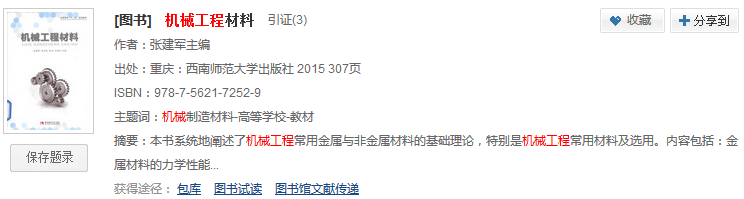 [图书] 机械工程材料 引证(3)
收藏 分享到
作者：张建军主编
出处：重庆：西南师范大学出版社 2015 307页
ISBN：978-7-5621-7252-9
主题词：机械制造材料-高等学校-教材
摘要：本书系统地阐述了机械工程常用金属与非金属材料的基础理论，特别是机械工程常用材料及选用。内容包括：金
属材料的力学性能...
获得途径： 包库 图书试读 图书馆文献传递
机械工程材料
保存题录